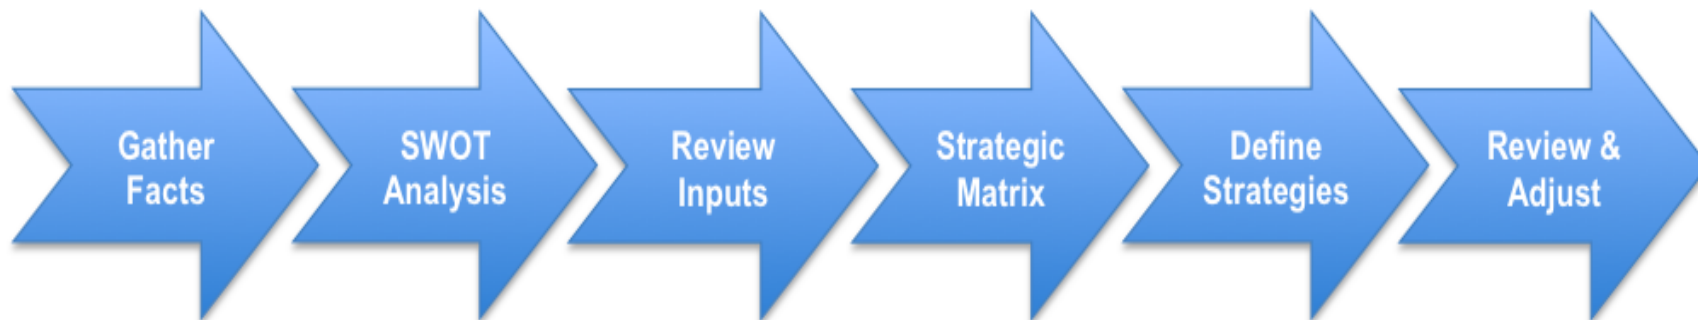 Gather
Facts
SWOT
Analysis
Review
Inputs
Strategic
Matrix
Define
Strategies
Review &
Adjust